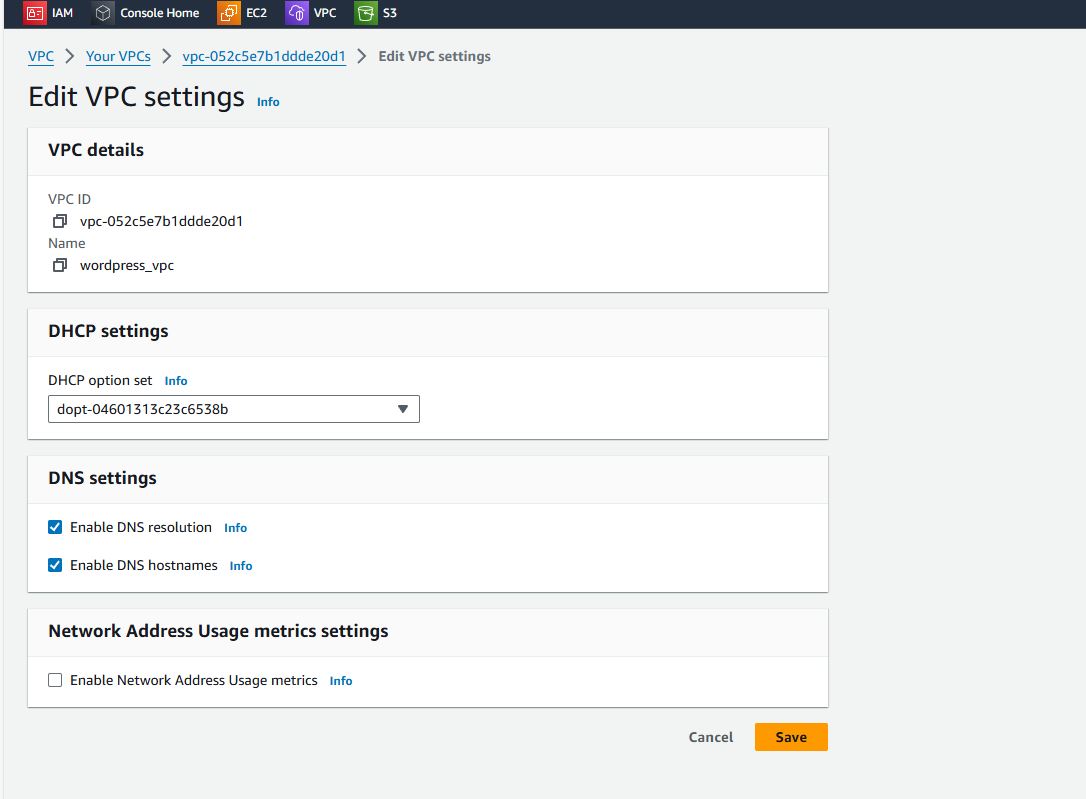 IAM Console Home EC2 VPC S3
VPC Your VPCs vpc-052c5e7b1ddde20d1 Edit VPC settings
Edit VPC settings Info
VPC details
VPC ID
vpc-052c5e7b1ddde20d1
Name
wordpress_vpc
DHCP settings
DHCP option set Info
dopt-04601313c23c6538b
DNS settings
Enable DNS resolution Info
Enable DNS hostnames Info
Network Address Usage metrics settings
Enable Network Address Usage metrics Info
Cancel Save